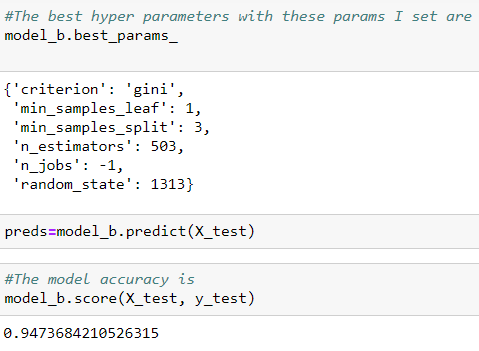 #The best hyper parameters with these params I set are
model_b.best_params_
{'criterion': 'gini',
'min_samples_leaf': 1,
'min_samples_split': 3,
'n_estimators': 503,
'n_jobs': -1,
'random_state': 1313}
preds=model_b.predict(X_test)
#The model accuracy is
model_b.score(X_test, y_test)
0.9473684210526315